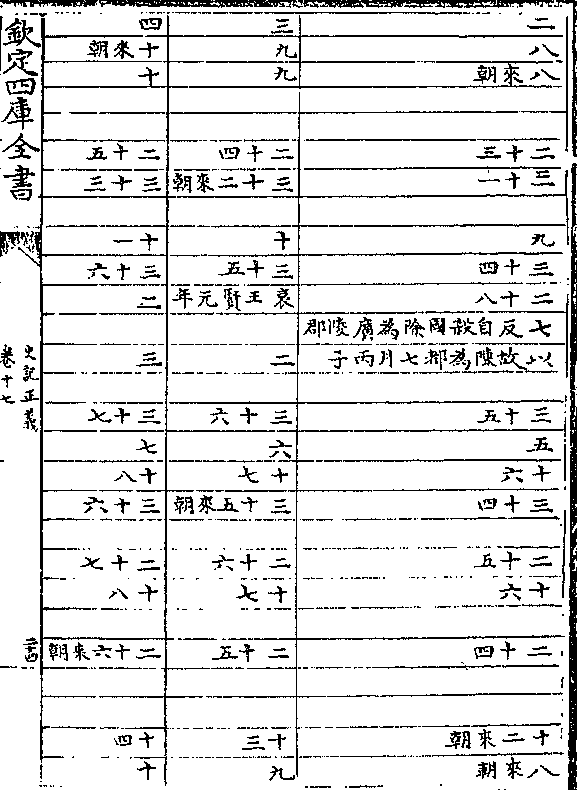 二
八
八來朝
二十三
三十一
九
三十四
二十八
七反自殺國除為廣陵郡
以故陳為郡七月丙子
三十五
五
十六
三十四
二十五
十六
二十四
十二來朝
八來朝
三
九
九
二十四
三十二來朝
十
三十五
哀王賢元年
二
三十六
六
十七
三十五來朝
二十六
十七
二十五
十三
九
四
十來朝
十
二十五
三十三
十一
三十六
二
三
三十七
七
十八
三十六
二十七
十八
二十六來朝
十四
十
欽定四庫全書
史記正義
卷十七